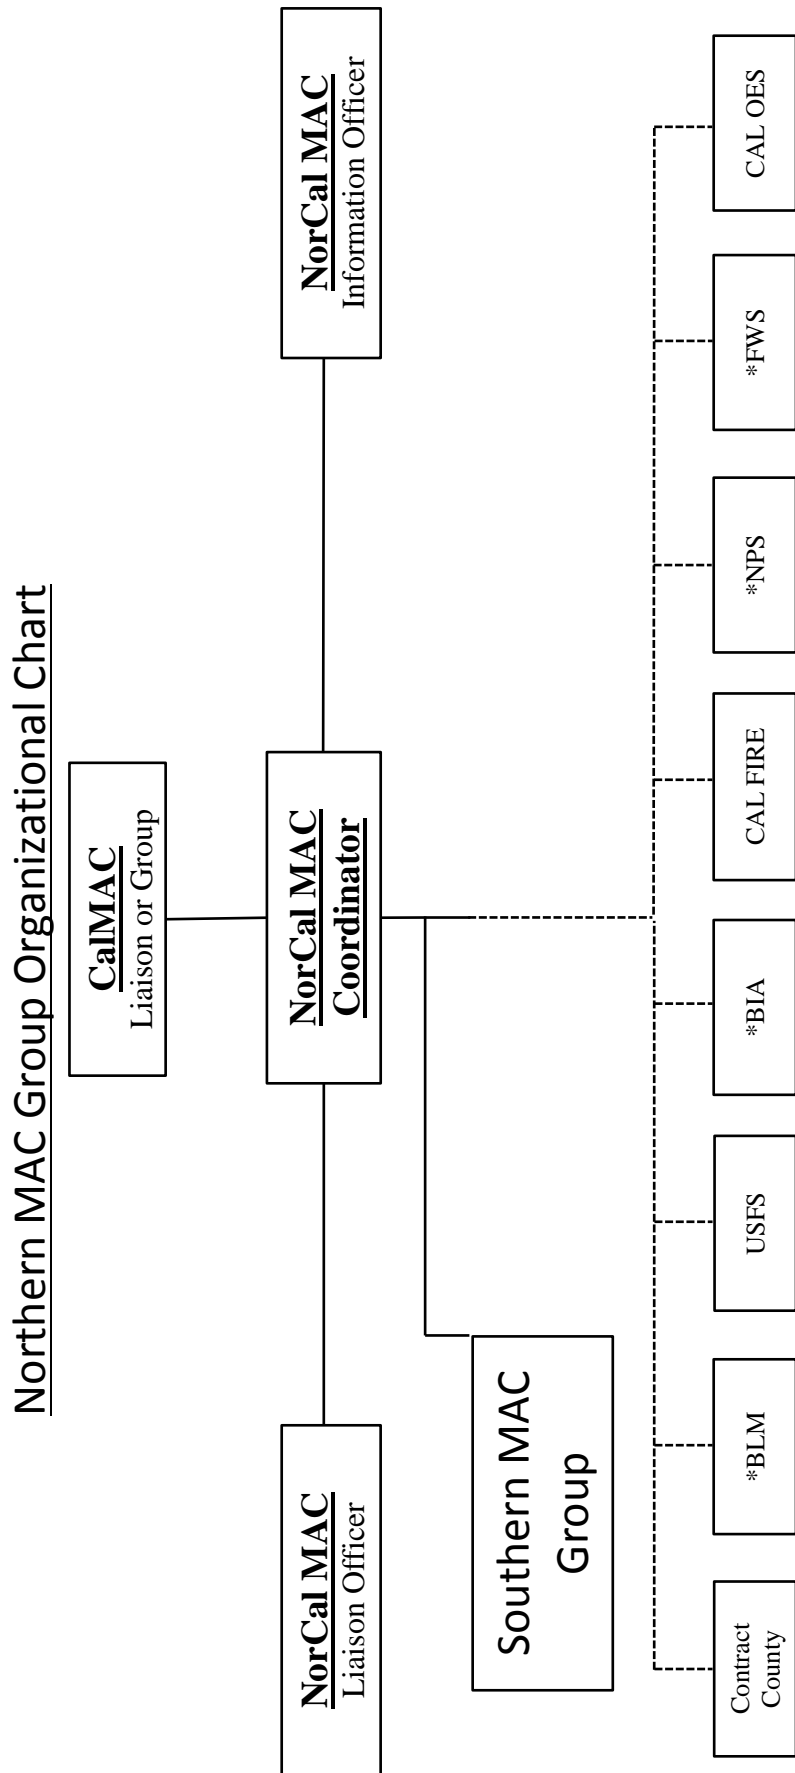 Northern MAC Group Organizational Chart
CalMAC
Liaison or Group
NorCal MAC
Liaison Officer
NorCal MAC
Coordinator
NorCal MAC
Information Officer
Southern MAC
Group
Contract
County
*BLM
USFS
*BIA
CAL FIRE
*NPS
*FWS
CAL OES